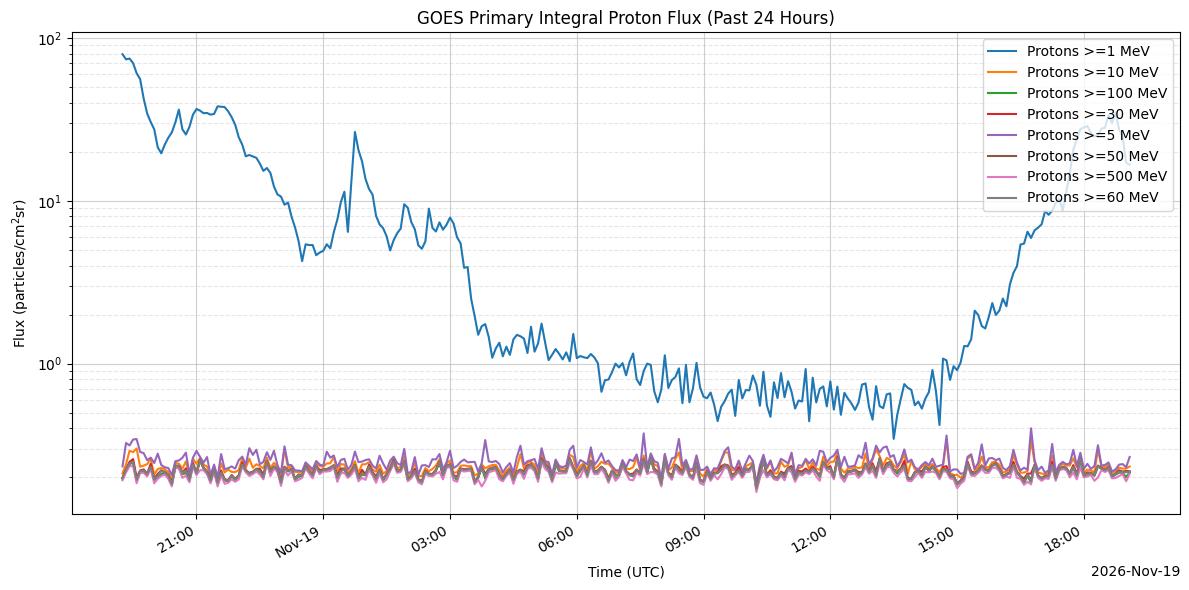 GOES Primary Integral Proton Flux (Past 24 Hours)
10²
10¹
10⁰
Flux (particles/cm²sr)
Protons >=1 MeV
Protons >=10 MeV
Protons >=100 MeV
Protons >=30 MeV
Protons >=5 MeV
Protons >=50 MeV
Protons >=500 MeV
Protons >=60 MeV
21:00
Nov-19
03:00
06:00
09:00
12:00
15:00
18:00
Time (UTC)
2026-Nov-19